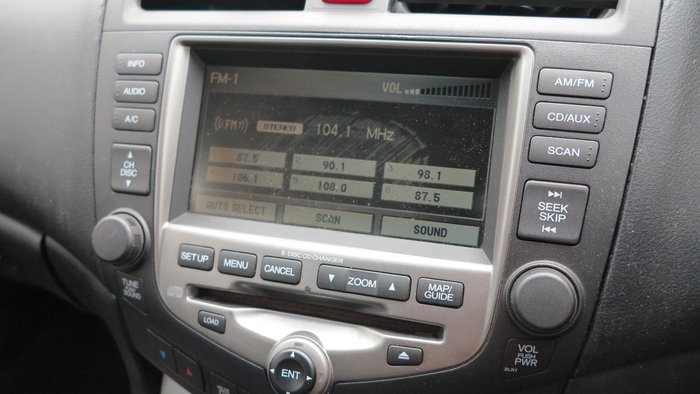 INFO
AUDIO
A/C
CH
DISC
TUNE
PUSH
SOUND
FM-1
VOL
FM
STEREO
104.1 MHz
87.5
90.1
98.1
106.1
108.0
87.5
AUTO SELECT
SCAN
SOUND
AM/FM
CD/AUX
SCAN
SEEK
SKIP
6-DISC CD CHANGER
SETUP
MENU
CANCEL
ZOOM
MAP/
GUIDE
LOAD
ENT
VOL
PUSH
PWR